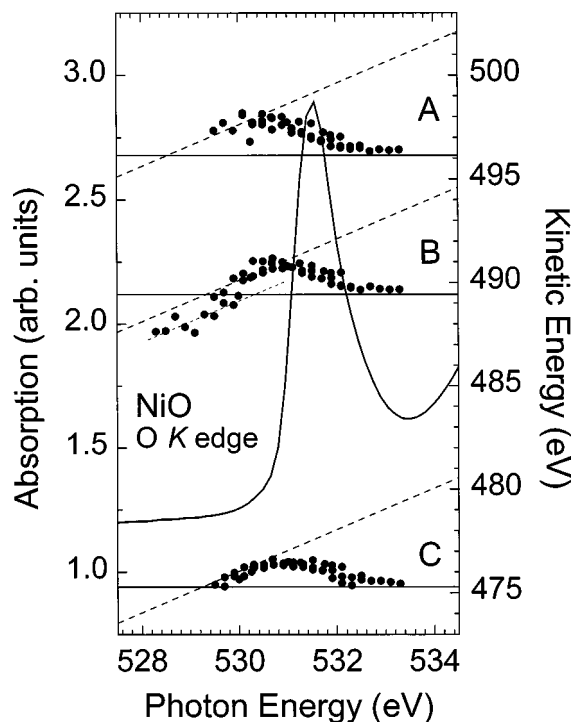 3.0
2.5
2.0
1.5
1.0
Absorption (arb. units)
500
495
490
485
480
475
Kinetic Energy (eV)
A
B
C
NiO
O K edge
528
530
532
534
Photon Energy (eV)